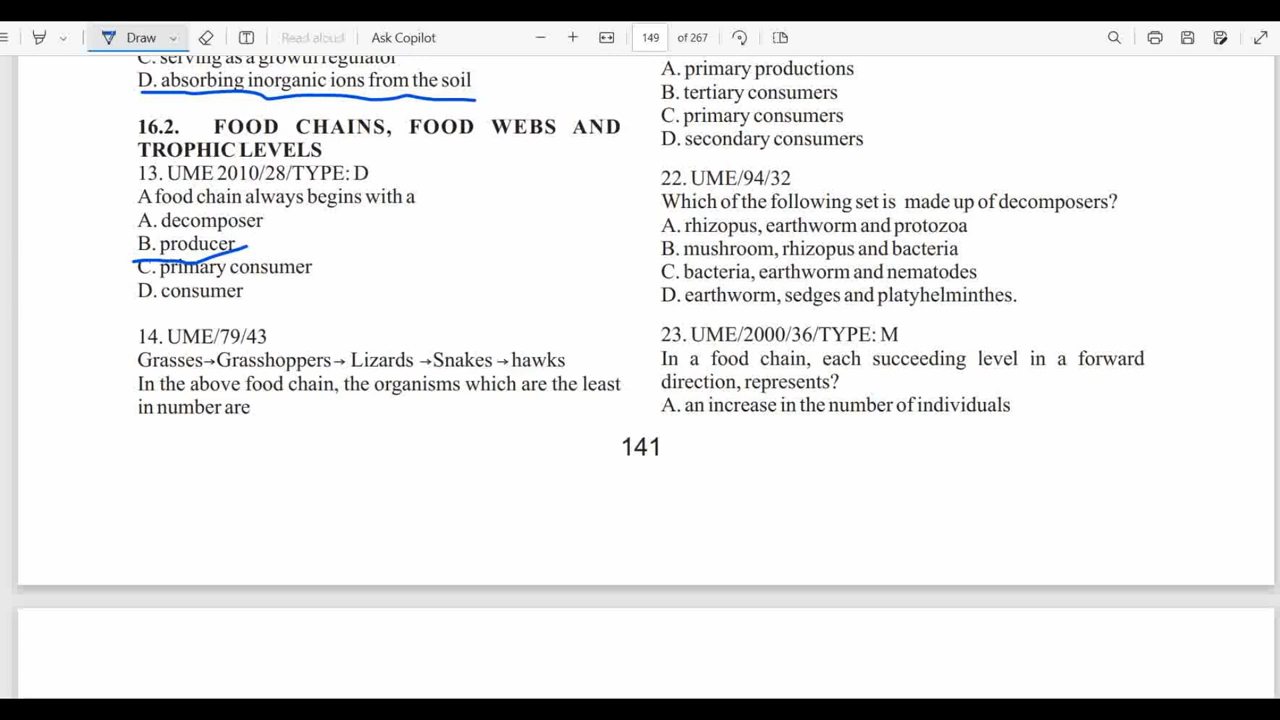 Draw
Read aloud
Ask Copilot
149 of 267
C. serving as a growth regulator
D. absorbing inorganic ions from the soil
16.2. FOOD CHAINS, FOOD WEBS AND
TROPHIC LEVELS
13. UME 2010/28/TYPE: D
A food chain always begins with a
A. decomposer
B. producer
C. primary consumer
D. consumer
14. UME/79/43
Grasses→Grasshoppers→ Lizards →Snakes →hawks
In the above food chain, the organisms which are the least
in number are
A. primary productions
B. tertiary consumers
C. primary consumers
D. secondary consumers
22. UME/94/32
Which of the following set is made up of decomposers?
A. rhizopus, earthworm and protozoa
B. mushroom, rhizopus and bacteria
C. bacteria, earthworm and nematodes
D. earthworm, sedges and platyhelminthes.
23. UME/2000/36/TYPE: M
In a food chain, each succeeding level in a forward
direction, represents?
A. an increase in the number of individuals
141